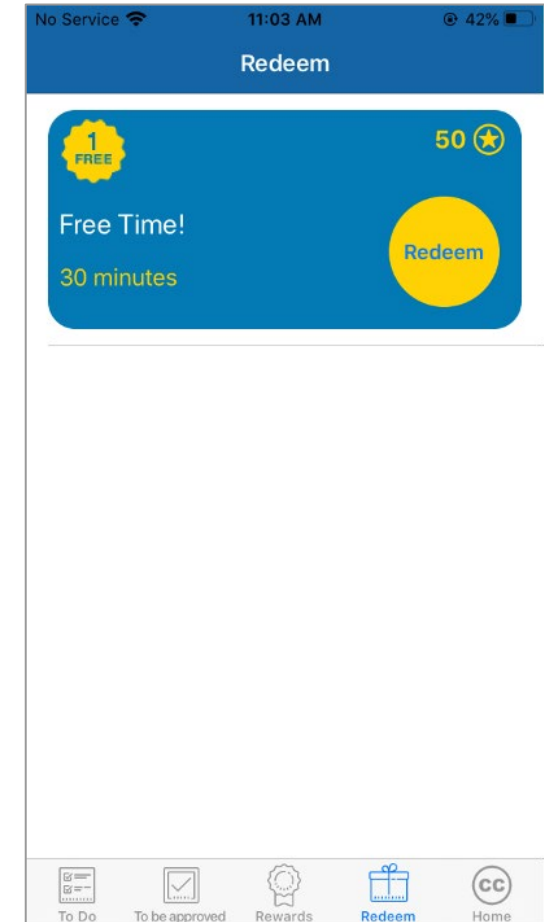 No Service 11:03 AM 42%
Redeem
1
FREE
50
Free Time!
30 minutes
Redeem
CC
To Do To be approved Rewards Redeem Home